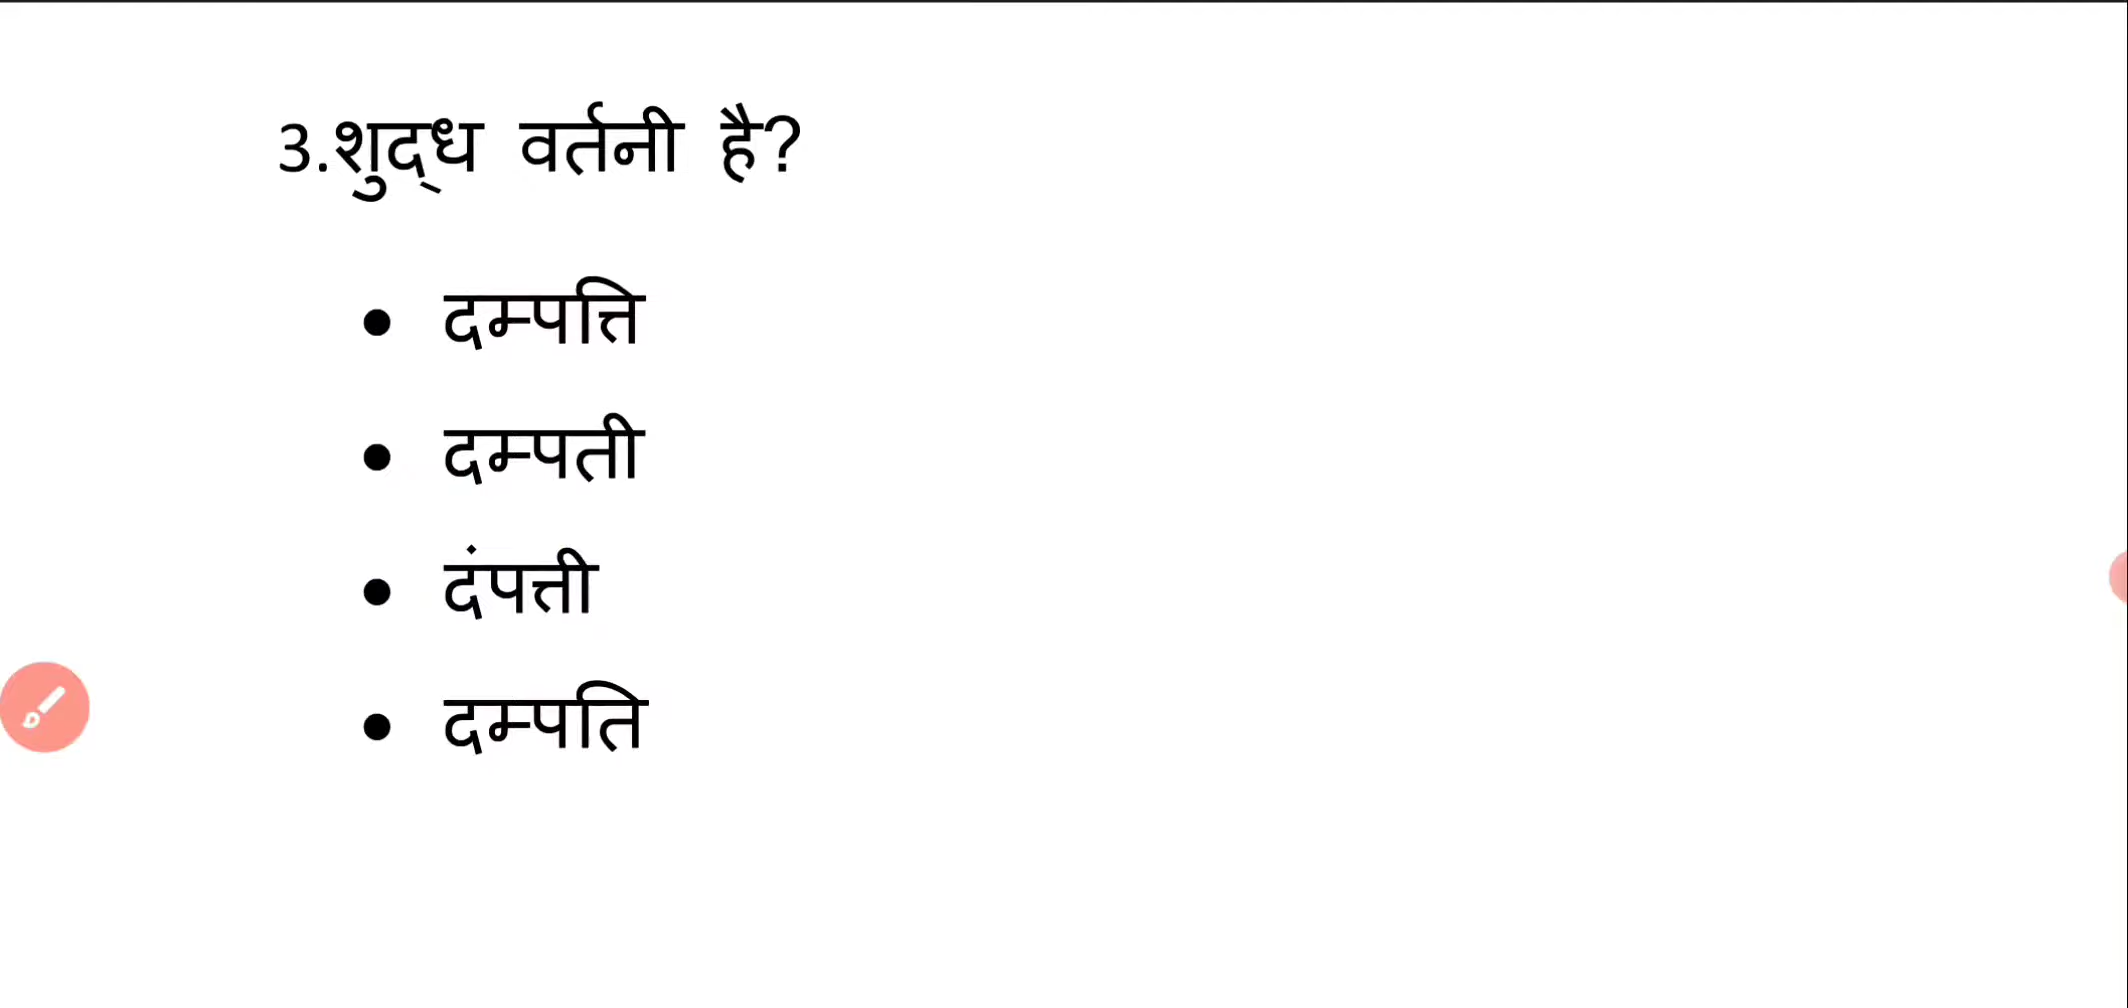 3.शुद्‌ध वर्तनी है?
• दम्पत्ति
• दम्पती
• दंपत्ती
• दम्पति